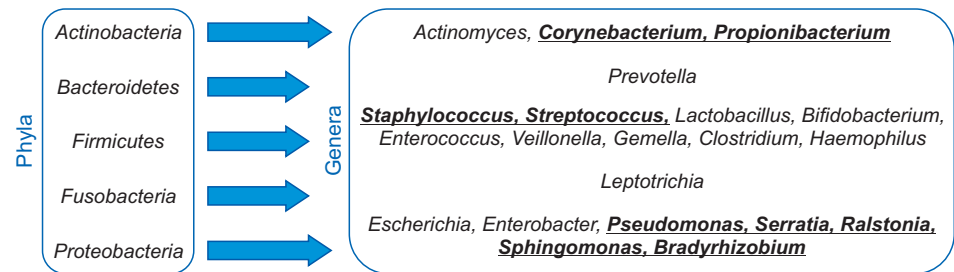 Phyla
Actinobacteria
Bacteroidetes
Firmicutes
Fusobacteria
Proteobacteria
Genera
Actinomyces, Corynebacterium, Propionibacterium
Prevotella
Staphylococcus, Streptococcus, Lactobacillus, Bifidobacterium,
Enterococcus, Veillonella, Gemella, Clostridium, Haemophilus
Leptotrichia
Escherichia, Enterobacter, Pseudomonas, Serratia, Ralstonia,
Sphingomonas, Bradyrhizobium